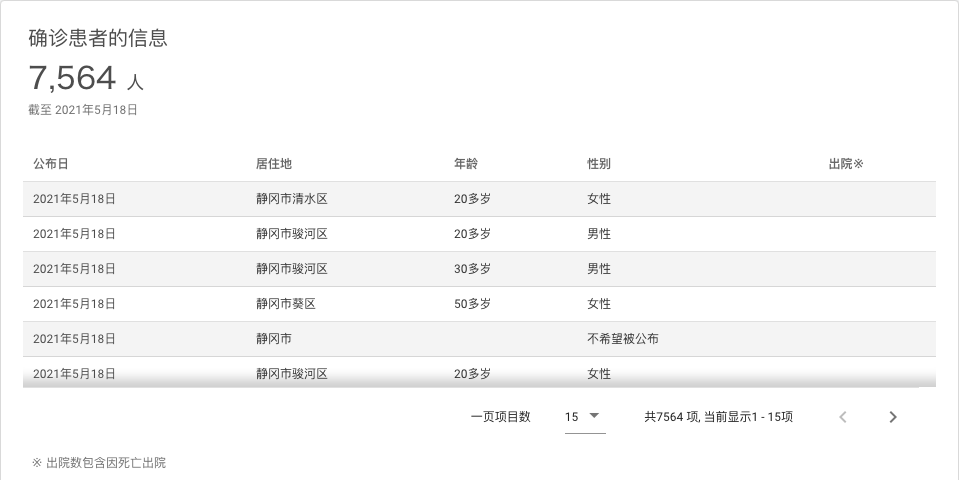 确诊患者的信息
7,564 人
截至 2021年5月18日
公布日 居住地 年龄 性别 出院※
2021年5月18日 静冈市清水区 20多岁 女性
2021年5月18日 静冈市骏河区 20多岁 男性
2021年5月18日 静冈市骏河区 30多岁 男性
2021年5月18日 静冈市葵区 50多岁 女性
2021年5月18日 静冈市 不希望被公布
2021年5月18日 静冈市骏河区 20多岁 女性
一页项目数 15 共7564 项, 当前显示1 - 15项
※ 出院数包含因死亡出院